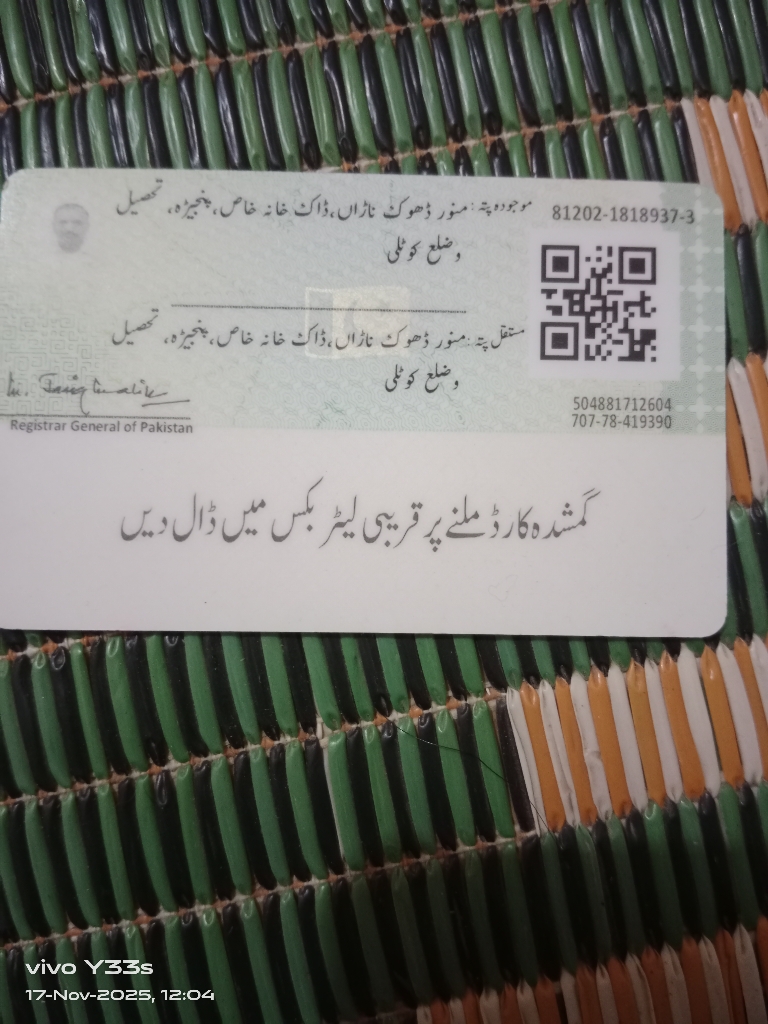 81202-1818937-3
موجودہ پتہ: منور ڈھوک ناڑاں، ڈاک خانہ خاص، پنجیڑہ، تحصیل
وضلع کوٹلی
مستقل پتہ: منور ڈھوک ناڑاں، ڈاک خانہ خاص، پنجیڑہ، تحصیل
وضلع کوٹلی
504881712604
707-78-419390
Registrar General of Pakistan
گمشدہ کارڈ ملنے پر قریبی لیٹر بکس میں ڈال دیں
vivo Y33s
17-Nov-2025, 12:04